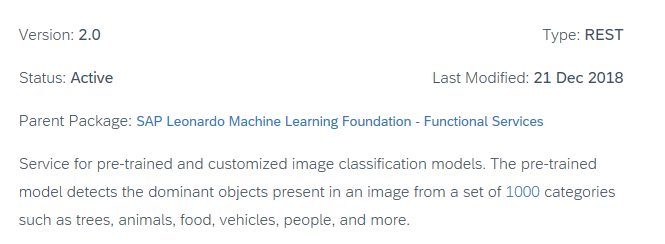 Version: 2.0 Type: REST
Status: Active Last Modified: 21 Dec 2018
Parent Package: SAP Leonardo Machine Learning Foundation - Functional Services
Service for pre-trained and customized image classification models. The pre-trained
model detects the dominant objects present in an image from a set of 1000 categories
such as trees, animals, food, vehicles, people, and more.